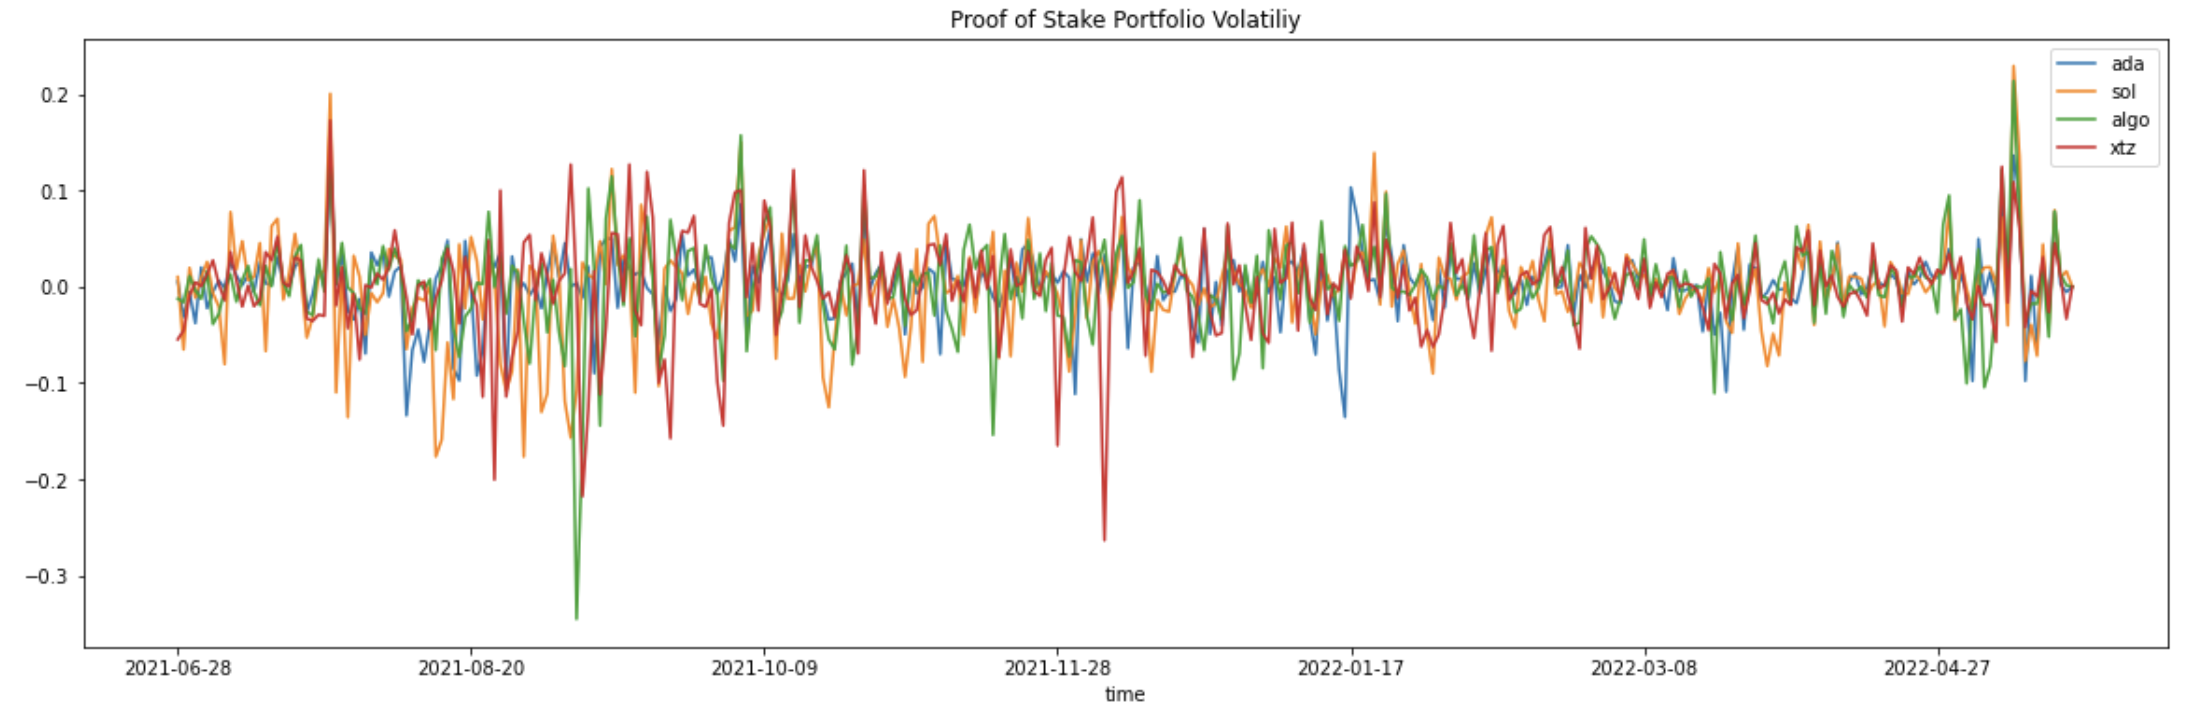 Proof of Stake Portfolio Volatiliy
ada
sol
algo
xtz
0.2
0.1
0.0
−0.1
−0.2
−0.3
2021-06-28 2021-08-20 2021-10-09 2021-11-28 2022-01-17 2022-03-08 2022-04-27
time